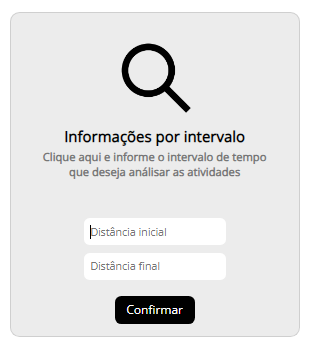 Informações por intervalo
Clique aqui e informe o intervalo de tempo
que deseja análisar as atividades
Distância inicial
Distância final
Confirmar